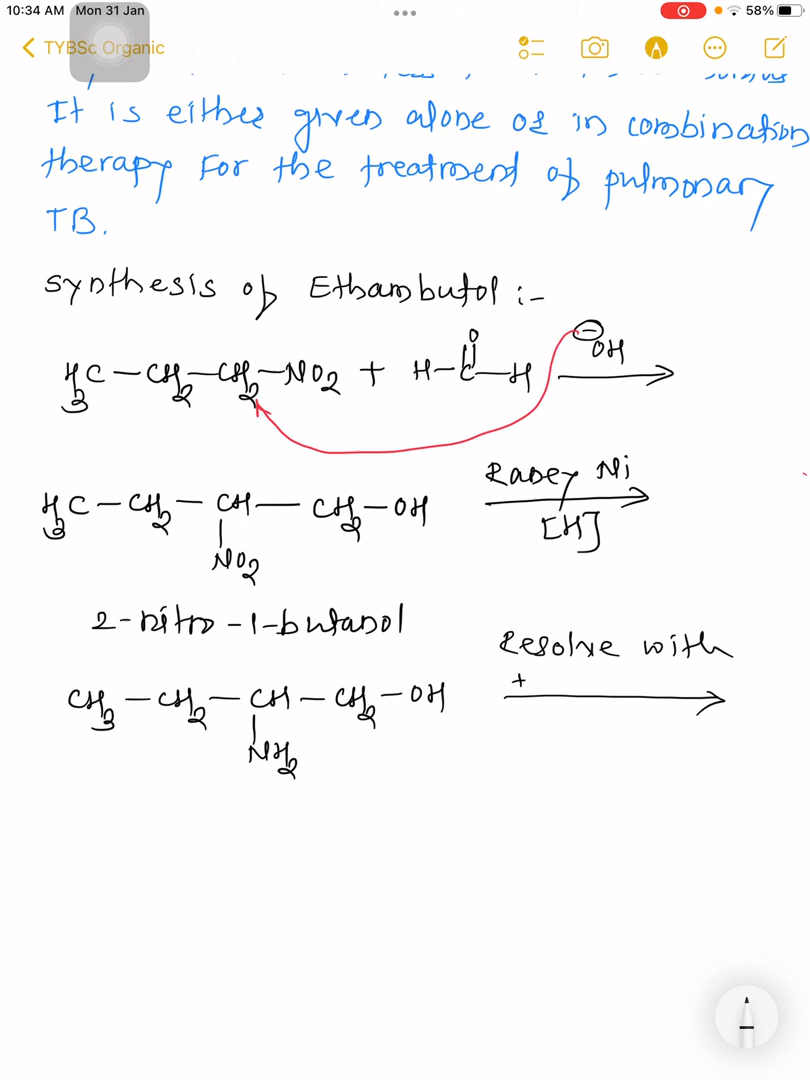 10:34 AM Mon 31 Jan
58%
TYBSc Organic
It is either given alone or in combination
therapy for the treatment of pulmonary
TB.
Synthesis of Ethambutol :-
H3C — CH2 — CH2 — NO2 + H — C — H
O
⊖OH
H3C — CH2 — CH — CH2 — OH
NO2
Raney Ni
[H]
2-nitro-1-butanol
Resolve with
+
CH3 — CH2 — CH — CH2 — OH
NH2